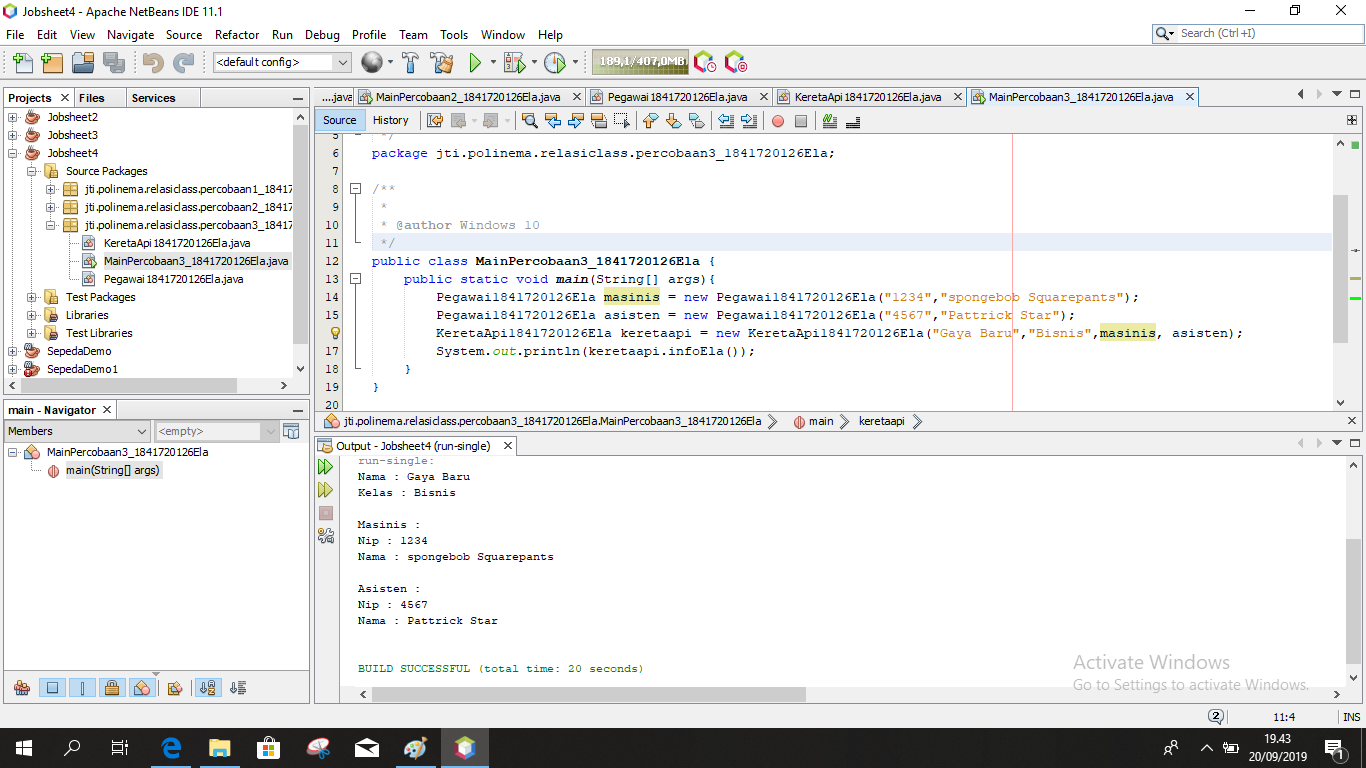 Jobsheet4 - Apache NetBeans IDE 11.1
File Edit View Navigate Source Refactor Run Debug Profile Team Tools Window Help
Search (Ctrl+I)
<default config>
189,1/407,0MB
Projects Files Services
Jobsheet2
Jobsheet3
Jobsheet4
Source Packages
jti.polinema.relasiclass.percobaan1_18417
jti.polinema.relasiclass.percobaan2_18417
jti.polinema.relasiclass.percobaan3_18417
KeretaApi1841720126Ela.java
MainPercobaan3_1841720126Ela.java
Pegawai1841720126Ela.java
Test Packages
Libraries
Test Libraries
SepedaDemo
SepedaDemo1
main - Navigator
Members <empty>
MainPercobaan3_1841720126Ela
main(String[] args)
....java MainPercobaan2_1841720126Ela.java Pegawai1841720126Ela.java KeretaApi1841720126Ela.java MainPercobaan3_1841720126Ela.java
Source History
5 */
6 package jti.polinema.relasiclass.percobaan3_1841720126Ela;
7
8 /**
9 *
10 * @author Windows 10
11 */
12 public class MainPercobaan3_1841720126Ela {
13 public static void main(String[] args){
14 Pegawai1841720126Ela masinis = new Pegawai1841720126Ela("1234","spongebob Squarepants");
15 Pegawai1841720126Ela asisten = new Pegawai1841720126Ela("4567","Pattrick Star");
KeretaApi1841720126Ela keretaapi = new KeretaApi1841720126Ela("Gaya Baru","Bisnis",masinis, asisten);
17 System.out.println(keretaapi.infoEla());
18 }
19 }
20
jti.polinema.relasiclass.percobaan3_1841720126Ela.MainPercobaan3_1841720126Ela main keretaapi
Output - Jobsheet4 (run-single)
run-single:
Nama : Gaya Baru
Kelas : Bisnis
Masinis :
Nip : 1234
Nama : spongebob Squarepants
Asisten :
Nip : 4567
Nama : Pattrick Star
BUILD SUCCESSFUL (total time: 20 seconds)
Activate Windows
Go to Settings to activate Windows.
2 11:4 INS
19.43
20/09/2019
1